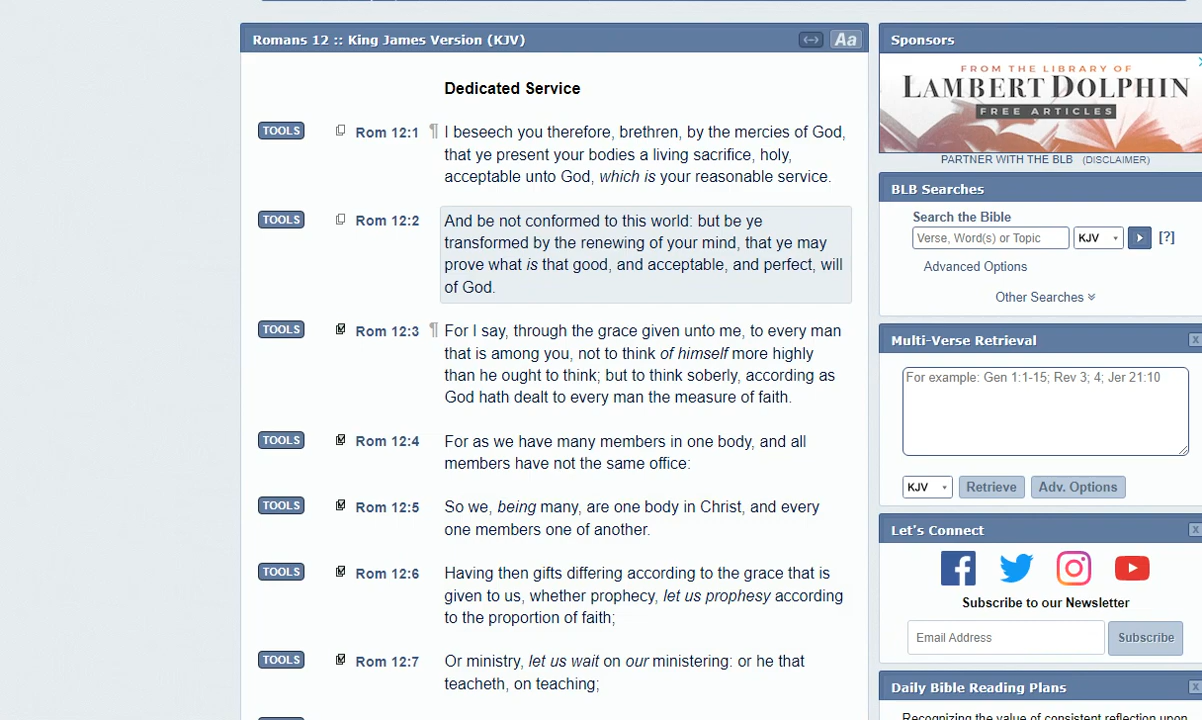 Romans 12 :: King James Version (KJV)
Aa
Dedicated Service
TOOLS
Rom 12:1
¶ I beseech you therefore, brethren, by the mercies of God,
that ye present your bodies a living sacrifice, holy,
acceptable unto God, which is your reasonable service.
TOOLS
Rom 12:2
And be not conformed to this world: but be ye
transformed by the renewing of your mind, that ye may
prove what is that good, and acceptable, and perfect, will
of God.
TOOLS
Rom 12:3
¶ For I say, through the grace given unto me, to every man
that is among you, not to think of himself more highly
than he ought to think; but to think soberly, according as
God hath dealt to every man the measure of faith.
TOOLS
Rom 12:4
For as we have many members in one body, and all
members have not the same office:
TOOLS
Rom 12:5
So we, being many, are one body in Christ, and every
one members one of another.
TOOLS
Rom 12:6
Having then gifts differing according to the grace that is
given to us, whether prophecy, let us prophesy according
to the proportion of faith;
TOOLS
Rom 12:7
Or ministry, let us wait on our ministering: or he that
teacheth, on teaching;
Sponsors
FROM THE LIBRARY OF
LAMBERT DOLPHIN
FREE ARTICLES
PARTNER WITH THE BLB (DISCLAIMER)
BLB Searches
Search the Bible
Verse, Word(s) or Topic
KJV
[?]
Advanced Options
Other Searches
Multi-Verse Retrieval
x
For example: Gen 1:1-15; Rev 3; 4; Jer 21:10
KJV
Retrieve
Adv. Options
Let's Connect
x
Subscribe to our Newsletter
Email Address
Subscribe
Daily Bible Reading Plans
x
Recognizing the value of consistent reflection upon